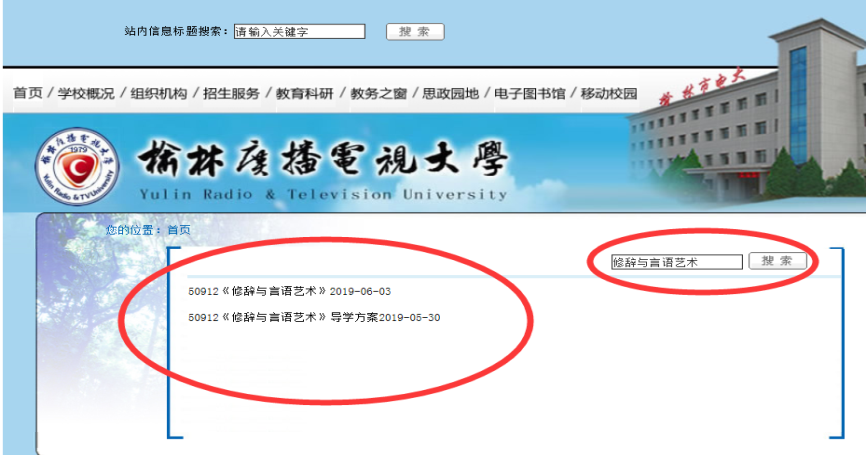 站内信息标题搜索：
请输入关键字
搜 索
首页 / 学校概况 / 组织机构 / 招生服务 / 教育科研 / 教务之窗 / 思政园地 / 电子图书馆 / 移动校园
榆林市电大
1979
Yulin Radio & TV University
榆林廣播電視大學
Yulin Radio & Television University
您的位置：首页
修辞与言语艺术
搜 索
50912《修辞与言语艺术》2019-06-03
50912《修辞与言语艺术》导学方案2019-05-30